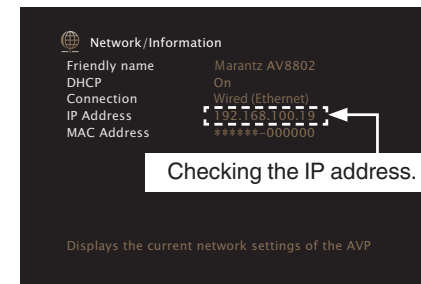 Network/Information
Friendly name Marantz AV8802
DHCP On
Connection Wired (Ethernet)
IP Address 192.168.100.19
MAC Address ******-000000
Checking the IP address.
Displays the current network settings of the AVP